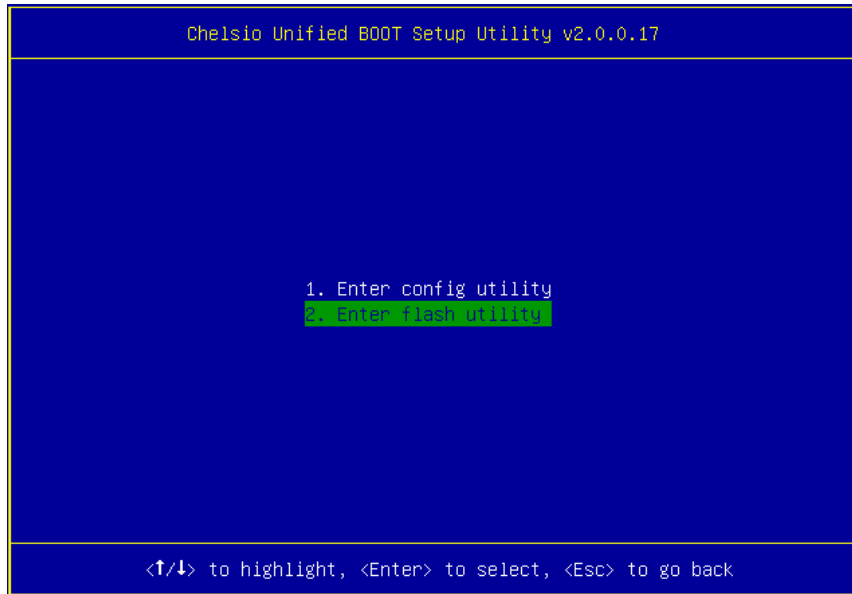 Chelsio Unified BOOT Setup Utility v2.0.0.17
1. Enter config utility
2. Enter flash utility
<↑/↓> to highlight, <Enter> to select, <Esc> to go back